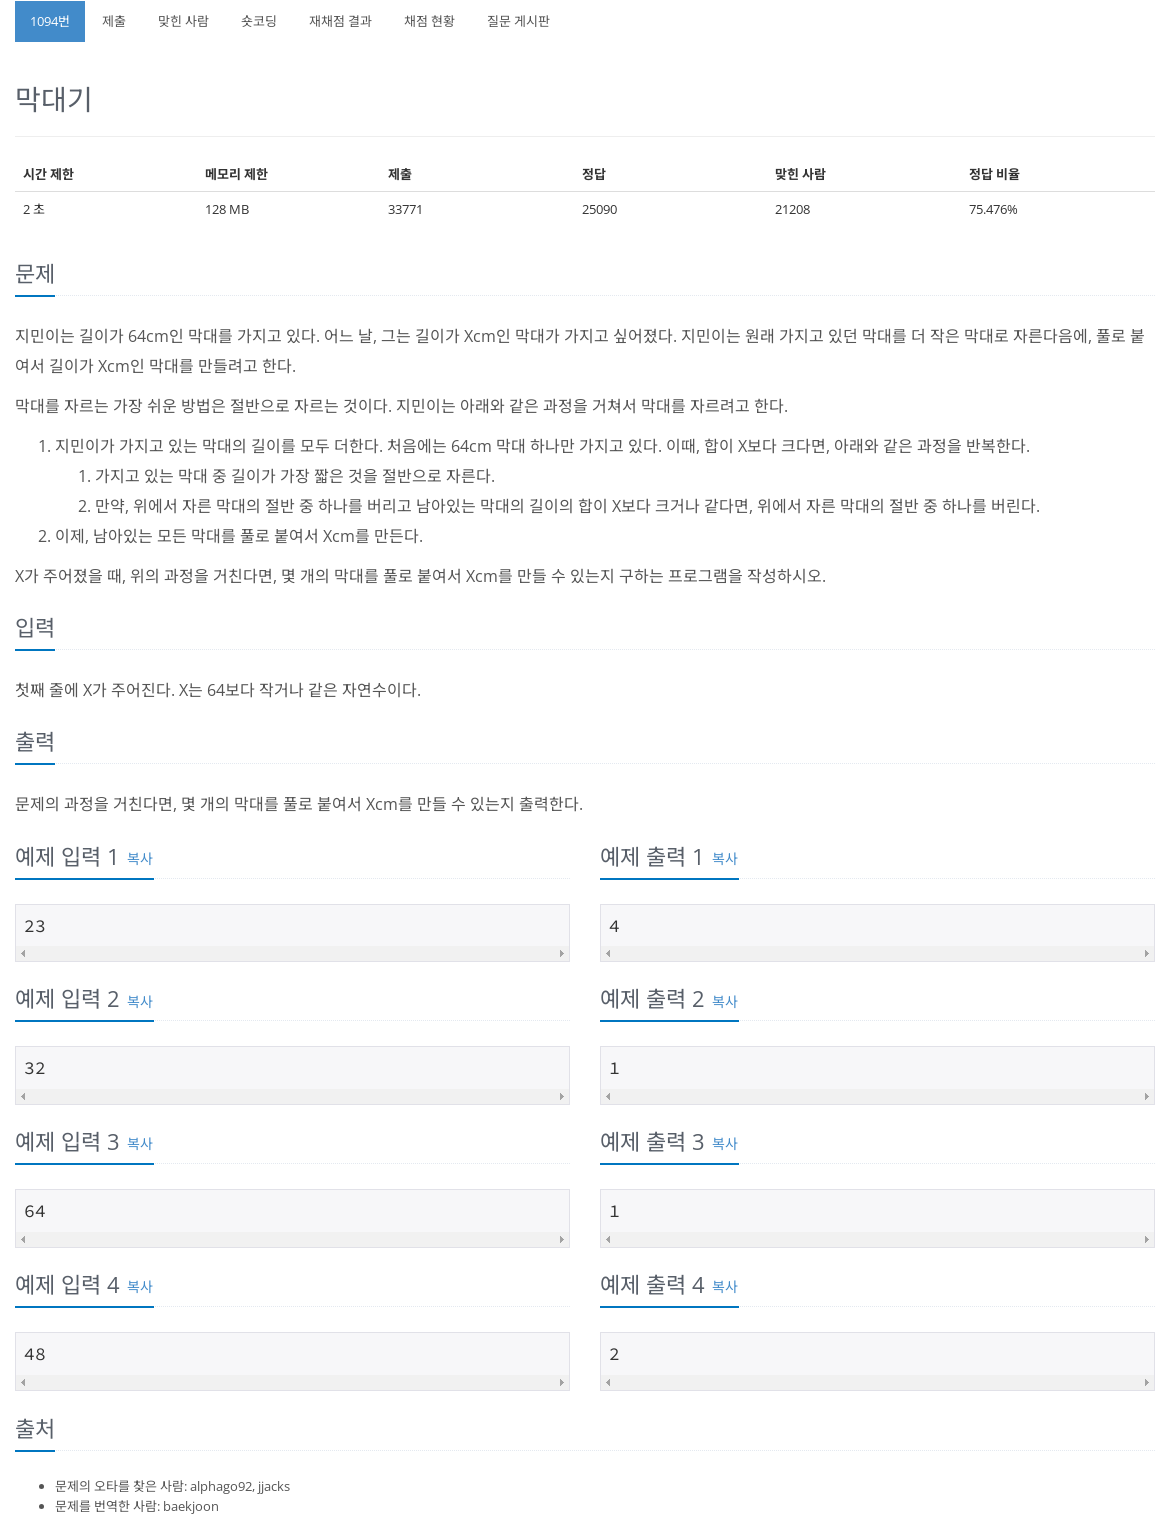 1094번 제출 맞힌 사람 숏코딩 재채점 결과 채점 현황 질문 게시판
막대기
시간 제한 메모리 제한 제출 정답 맞힌 사람 정답 비율
2 초 128 MB 33771 25090 21208 75.476%
문제
지민이는 길이가 64cm인 막대를 가지고 있다. 어느 날, 그는 길이가 Xcm인 막대가 가지고 싶어졌다. 지민이는 원래 가지고 있던 막대를 더 작은 막대로 자른다음에, 풀로 붙
여서 길이가 Xcm인 막대를 만들려고 한다.
막대를 자르는 가장 쉬운 방법은 절반으로 자르는 것이다. 지민이는 아래와 같은 과정을 거쳐서 막대를 자르려고 한다.
1. 지민이가 가지고 있는 막대의 길이를 모두 더한다. 처음에는 64cm 막대 하나만 가지고 있다. 이때, 합이 X보다 크다면, 아래와 같은 과정을 반복한다.
1. 가지고 있는 막대 중 길이가 가장 짧은 것을 절반으로 자른다.
2. 만약, 위에서 자른 막대의 절반 중 하나를 버리고 남아있는 막대의 길이의 합이 X보다 크거나 같다면, 위에서 자른 막대의 절반 중 하나를 버린다.
2. 이제, 남아있는 모든 막대를 풀로 붙여서 Xcm를 만든다.
X가 주어졌을 때, 위의 과정을 거친다면, 몇 개의 막대를 풀로 붙여서 Xcm를 만들 수 있는지 구하는 프로그램을 작성하시오.
입력
첫째 줄에 X가 주어진다. X는 64보다 작거나 같은 자연수이다.
출력
문제의 과정을 거친다면, 몇 개의 막대를 풀로 붙여서 Xcm를 만들 수 있는지 출력한다.
예제 입력 1 복사 예제 출력 1 복사
23 4
예제 입력 2 복사 예제 출력 2 복사
32 1
예제 입력 3 복사 예제 출력 3 복사
64 1
예제 입력 4 복사 예제 출력 4 복사
48 2
출처
문제의 오타를 찾은 사람: alphago92, jjacks
문제를 번역한 사람: baekjoon